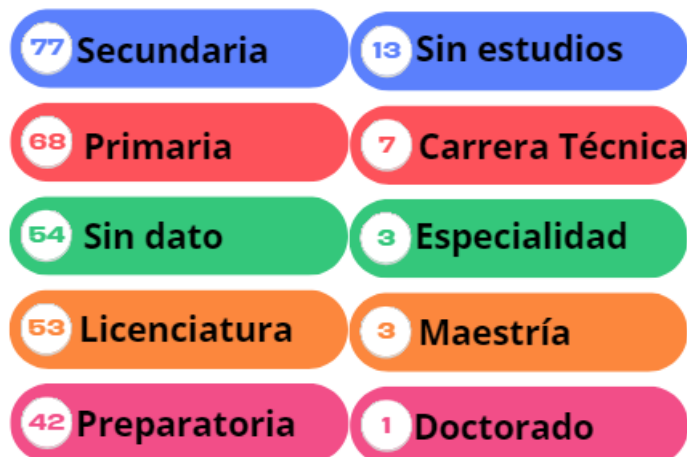 77 Secundaria
68 Primaria
54 Sin dato
53 Licenciatura
42 Preparatoria
13 Sin estudios
7 Carrera Técnica
3 Especialidad
3 Maestría
1 Doctorado